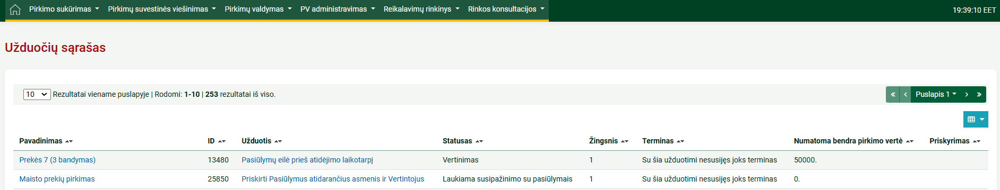 Pirkimo sukūrimas Pirkimų suvestinės viešinimas Pirkimų valdymas PV administravimas Reikalavimų rinkinys Rinkos konsultacijos 19:39:10 EET
Užduočių sąrašas
10 Rezultatai viename puslapyje | Rodomi: 1-10 | 253 rezultatai iš viso. « ‹ Puslapis 1 › »
Pavadinimas ID Užduotis Statusas Žingsnis Terminas Numatoma bendra pirkimo vertė Priskyrimas
Prekės 7 (3 bandymas) 13480 Pasiūlymų eilė prieš atidėjimo laikotarpį Vertinimas 1 Su šia užduotimi nesusijęs joks terminas 50000.
Maisto prekių pirkimas 25850 Priskirti Pasiūlymus atidarančius asmenis ir Vertintojus Laukiama susipažinimo su pasiūlymais 1 Su šia užduotimi nesusijęs joks terminas 0.